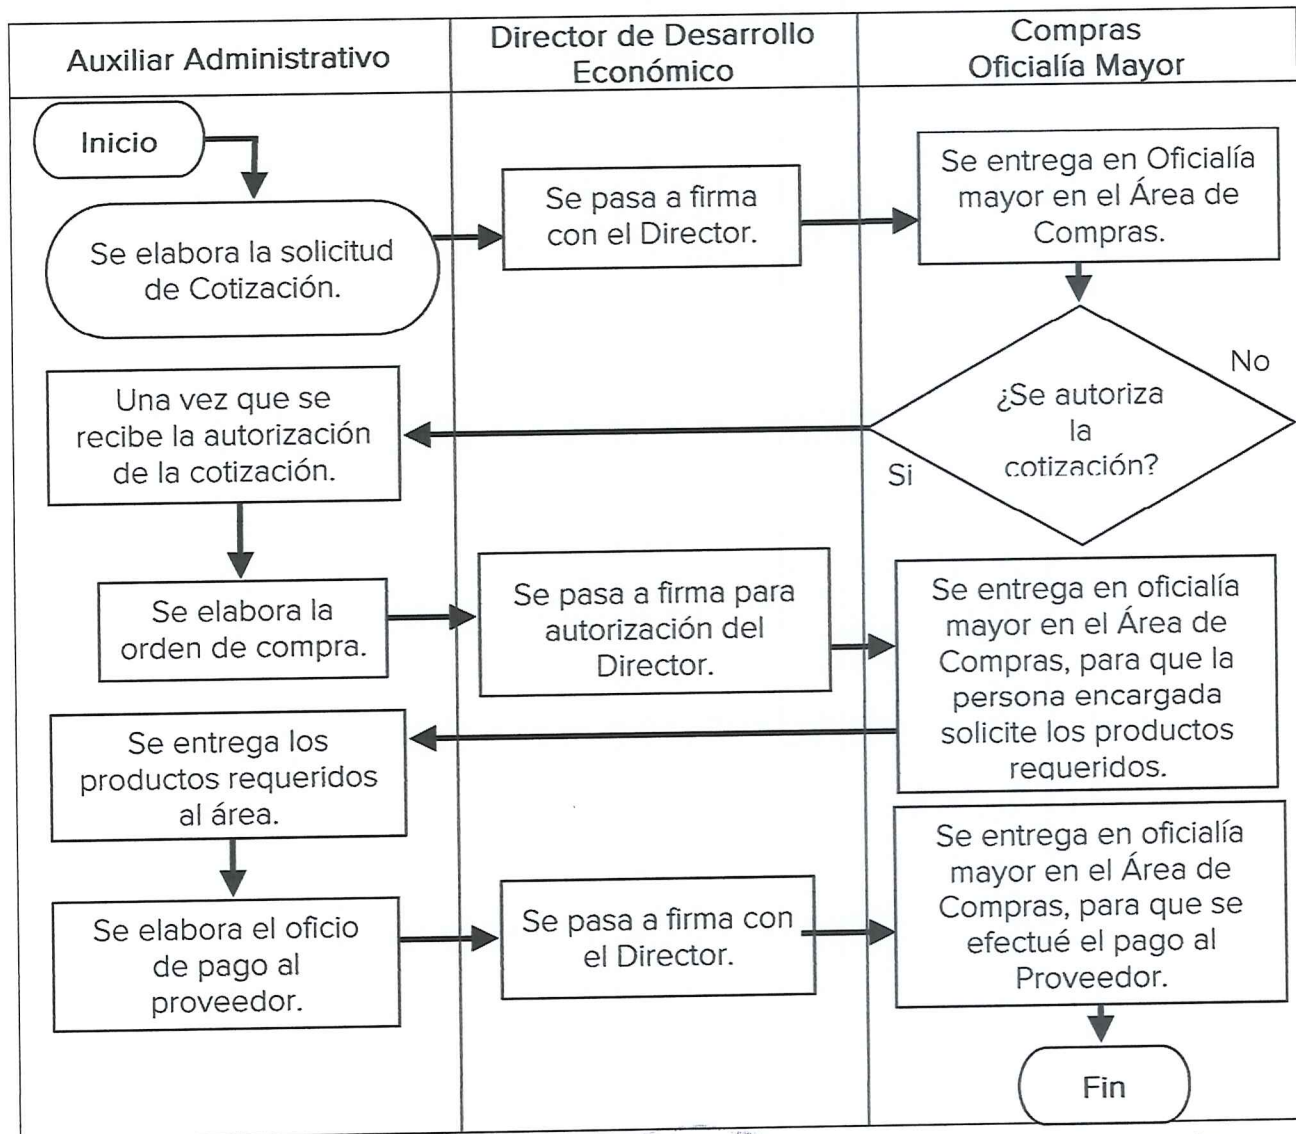 Auxiliar Administrativo
Director de Desarrollo
Económico
Compras
Oficialía Mayor
Inicio
Se elabora la solicitud
de Cotización.
Se pasa a firma
con el Director.
Se entrega en Oficialía
mayor en el Área de
Compras.
¿Se autoriza
la
cotización?
No
Si
Una vez que se
recibe la autorización
de la cotización.
Se elabora la
orden de compra.
Se pasa a firma para
autorización del
Director.
Se entrega en oficialía
mayor en el Área de
Compras, para que la
persona encargada
solicite los productos
requeridos.
Se entrega los
productos requeridos
al área.
Se elabora el oficio
de pago al
proveedor.
Se pasa a firma con
el Director.
Se entrega en oficialía
mayor en el Área de
Compras, para que se
efectué el pago al
Proveedor.
Fin